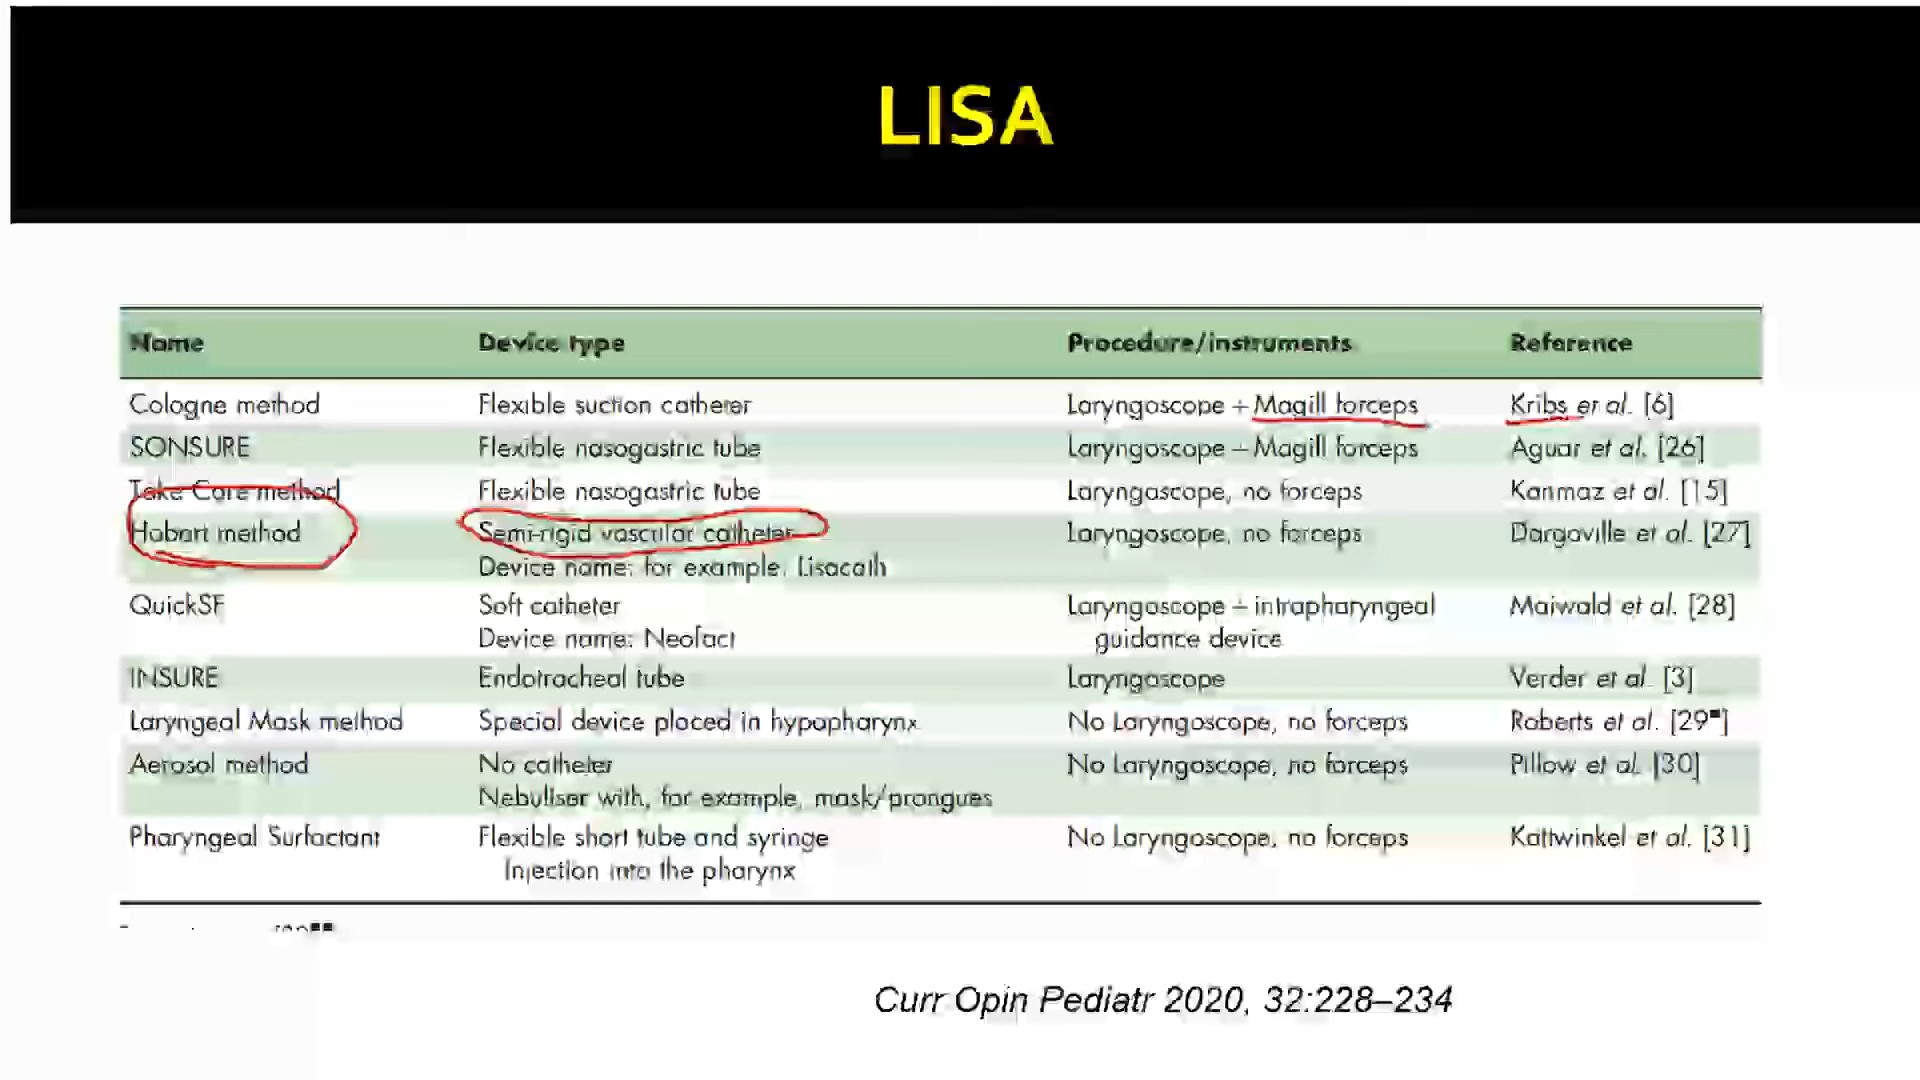 LISA
Name Device type Procedure/instruments Reference
Cologne method Flexible suction catheter Laryngoscope + Magill forceps Kribs et al. [6]
SONSURE Flexible nasogastric tube Laryngoscope + Magill forceps Aguar et al. [26]
Take Care method Flexible nasogastric tube Laryngoscope, no forceps Kanmaz et al. [15]
Hobart method Semi-rigid vascular catheter Laryngoscope, no forceps Dargaville et al. [27]
Device name: for example, Lisacath
QuickSF Soft catheter Laryngoscope + intrapharyngeal Maiwald et al. [28]
Device name: Neofact guidance device
INSURE Endotracheal tube Laryngoscope Verder et al. [3]
Laryngeal Mask method Special device placed in hypopharynx No Laryngoscope, no forceps Roberts et al. [29▪]
Aerosol method No catheter No Laryngoscope, no forceps Pillow et al. [30]
Nebuliser with, for example, mask/prongues
Pharyngeal Surfactant Flexible short tube and syringe No Laryngoscope, no forceps Kattwinkel et al. [31]
Injection into the pharynx
Curr Opin Pediatr 2020, 32:228–234